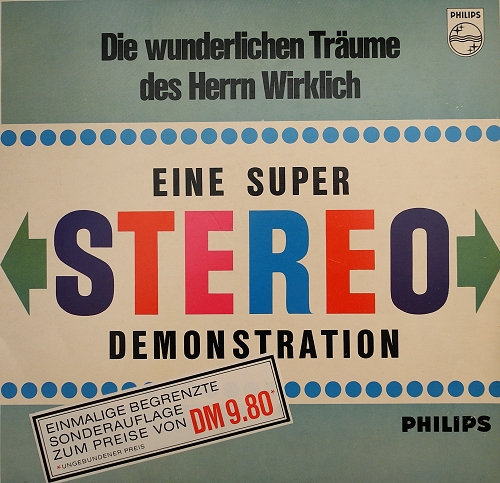 PHILIPS
Die wunderlichen Träume
des Herrn Wirklich
EINE SUPER
STEREO
DEMONSTRATION
EINMALIGE BEGRENZTE
SONDERAUFLAGE
ZUM PREISE VON DM 9.80*
*UNGEBUNDENER PREIS
PHILIPS